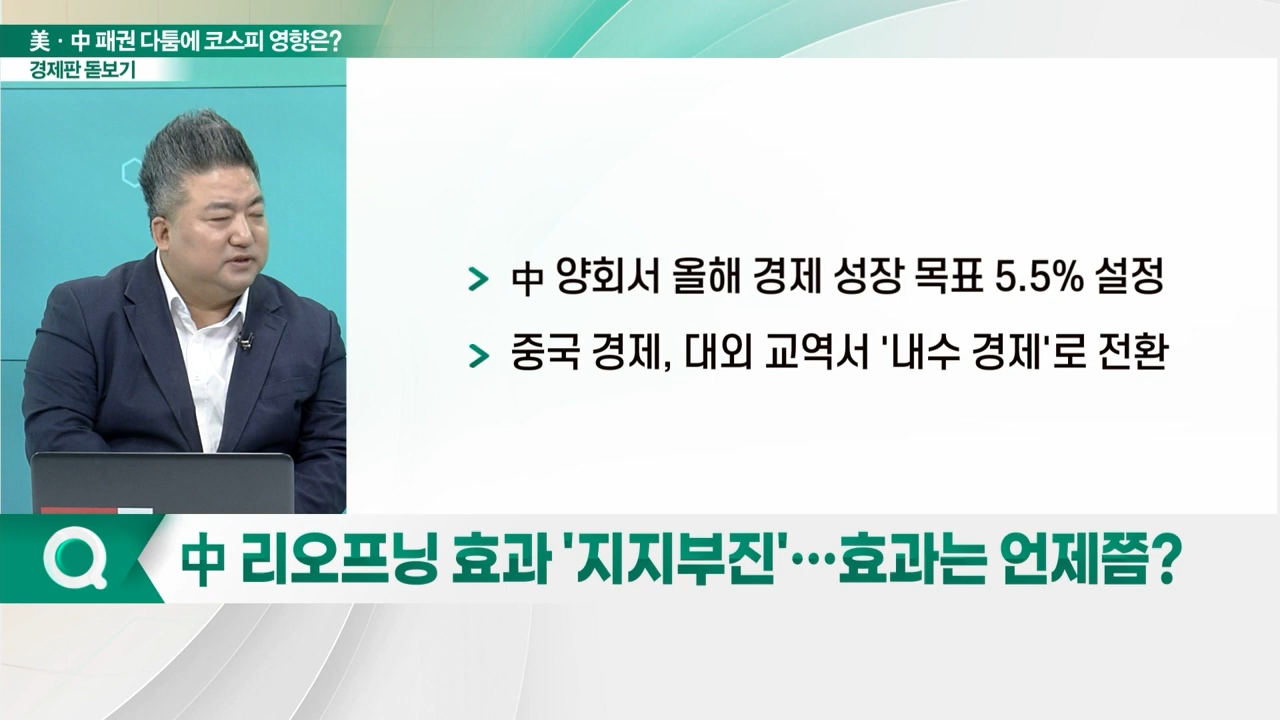 美·中 패권 다툼에 코스피 영향은?
경제판 돋보기
> 中 양회서 올해 경제 성장 목표 5.5% 설정
> 중국 경제, 대외 교역서 '내수 경제'로 전환
Q 中 리오프닝 효과 '지지부진'…효과는 언제쯤?